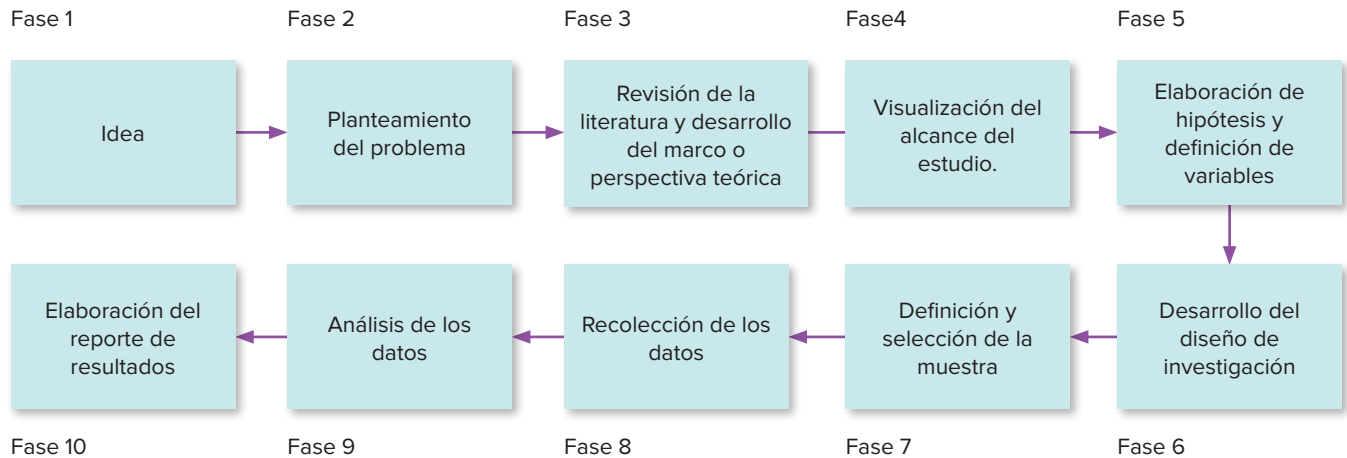 Fase 1
Fase 2
Fase 3
Fase4
Fase 5
Idea
Planteamiento
del problema
Revisión de la
literatura y desarrollo
del marco o
perspectiva teórica
Visualización del
alcance del
estudio.
Elaboración de
hipótesis y
definición de
variables
Elaboración del
reporte de
resultados
Análisis de los
datos
Recolección de los
datos
Definición y
selección de la
muestra
Desarrollo del
diseño de
investigación
Fase 10
Fase 9
Fase 8
Fase 7
Fase 6